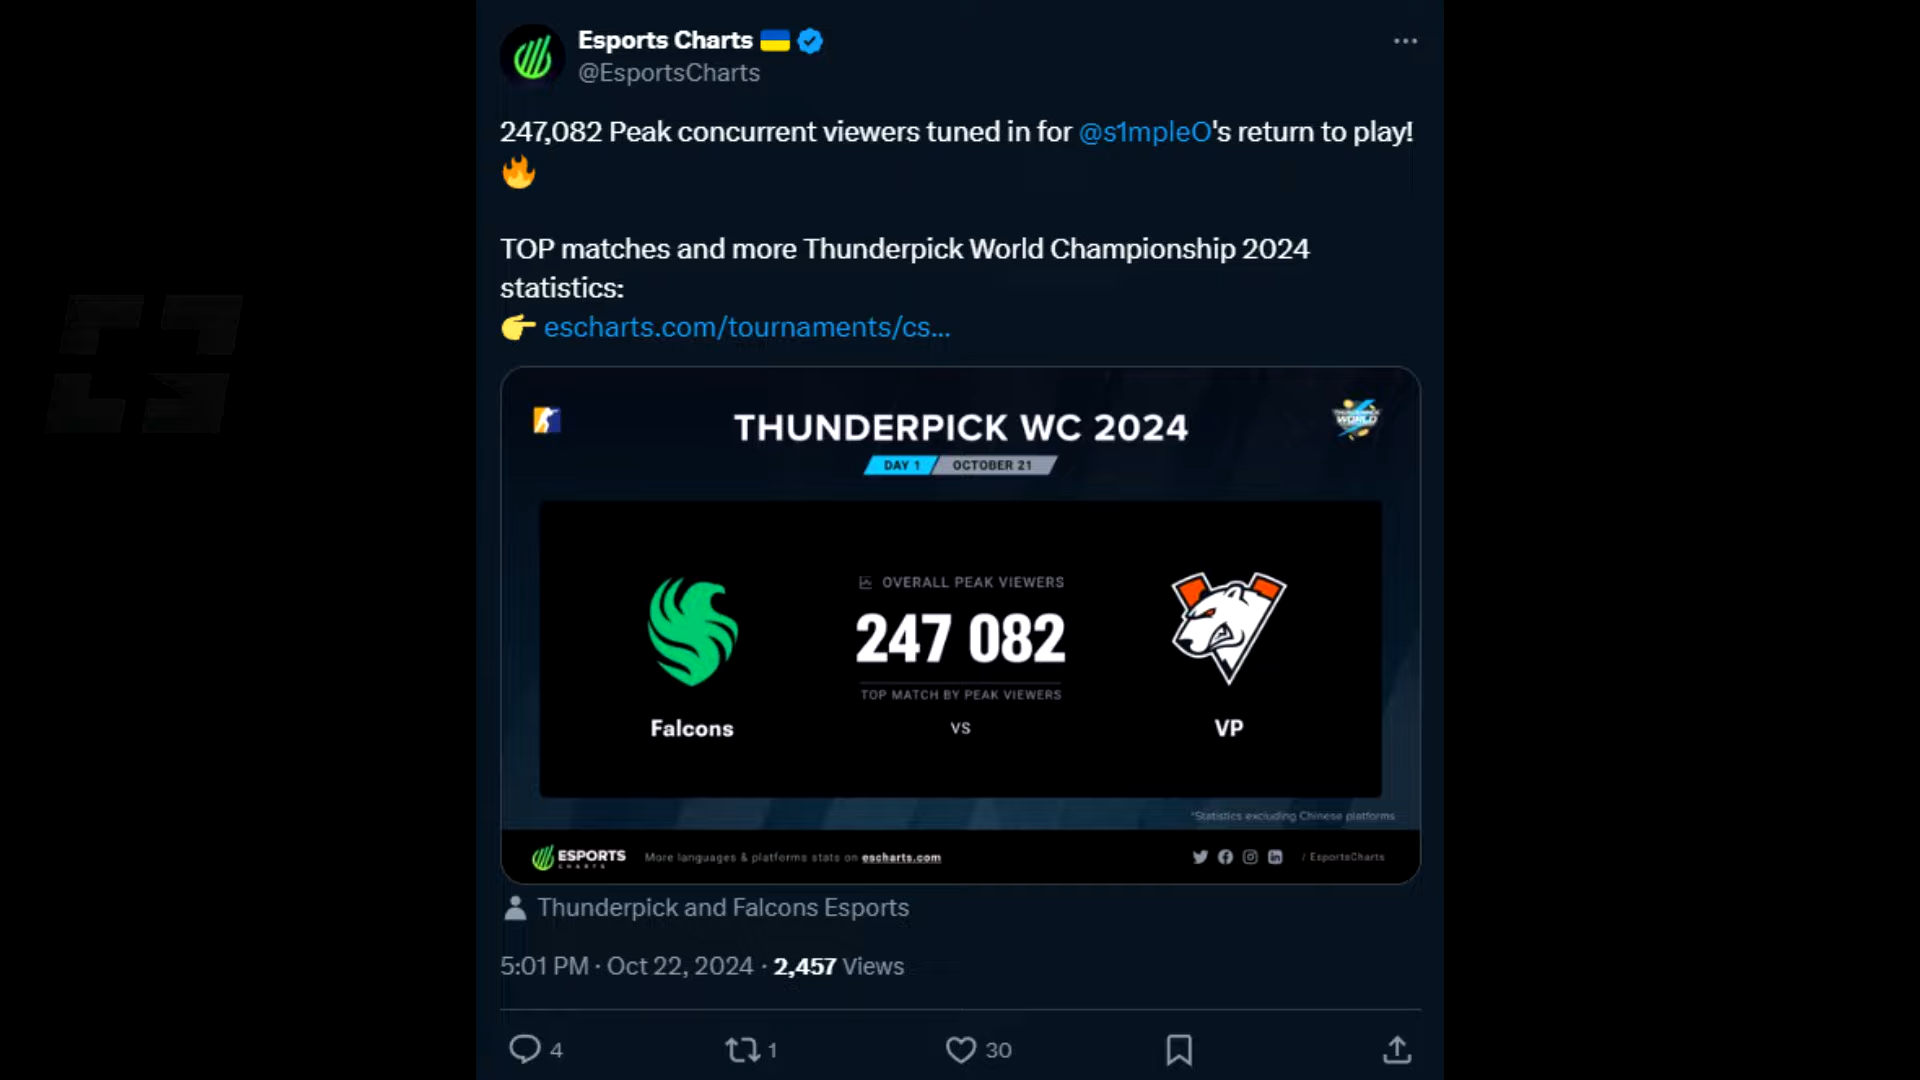 Esports Charts
@EsportsCharts
247,082 Peak concurrent viewers tuned in for @s1mpleO's return to play!
TOP matches and more Thunderpick World Championship 2024
statistics:
escharts.com/tournaments/cs...
THUNDERPICK WC 2024
THUNDERPICK
WORLD
DAY 1 OCTOBER 21
OVERALL PEAK VIEWERS
247 082
TOP MATCH BY PEAK VIEWERS
Falcons VS VP
*Statistics excluding Chinese platforms
ESPORTS
CHARTS
More languages & platforms stats on escharts.com
/ EsportsCharts
Thunderpick and Falcons Esports
5:01 PM · Oct 22, 2024 · 2,457 Views
4 1 30